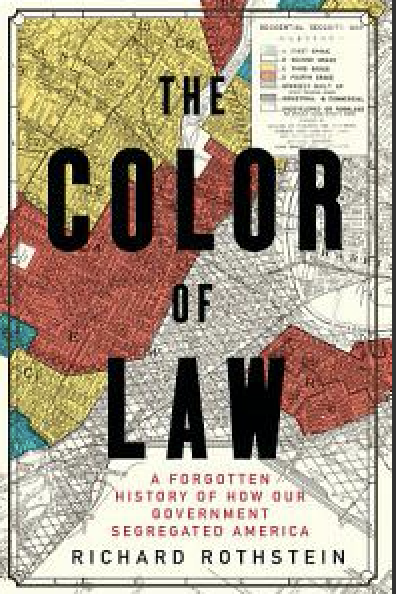 RESIDENTIAL SECURITY MAP
FIRST GRADE
SECOND GRADE
THIRD GRADE
FOURTH GRADE
INDUSTRIAL & COMMERCIAL
THE
COLOR
OF
LAW
A FORGOTTEN
HISTORY OF HOW OUR
GOVERNMENT
SEGREGATED AMERICA
RICHARD ROTHSTEIN